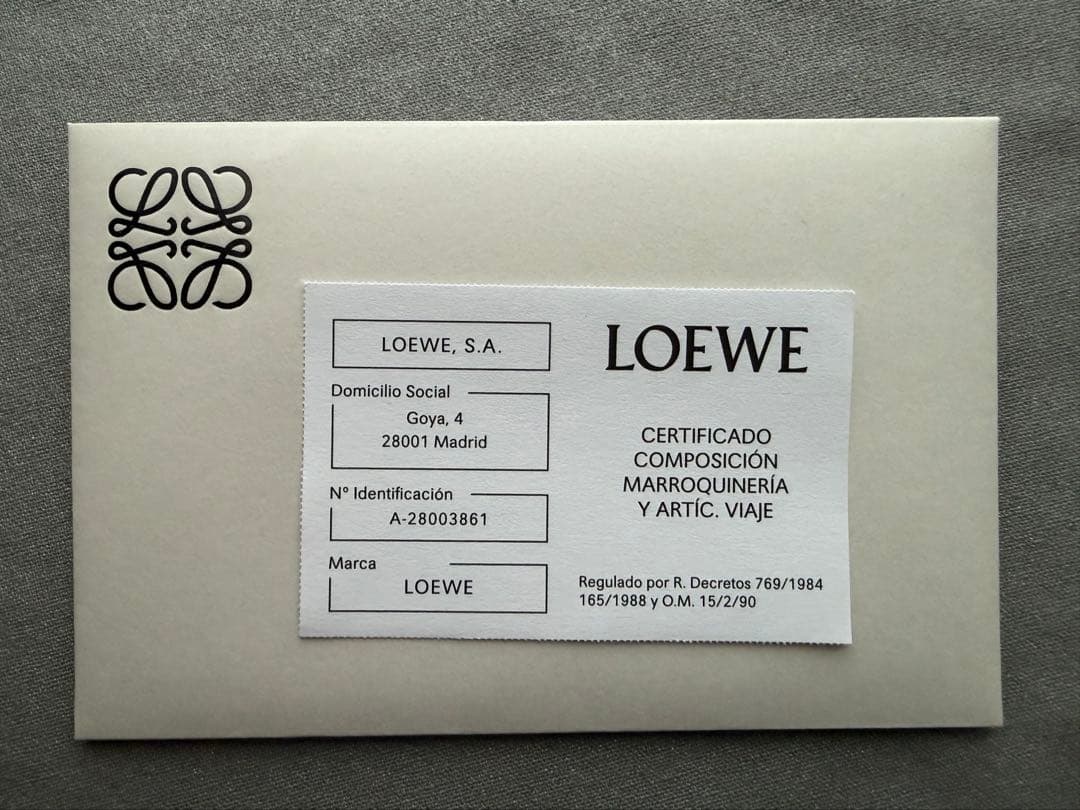 LOEWE, S.A.
Domicilio Social
Goya, 4
28001 Madrid
Nº Identificación
A-28003861
Marca
LOEWE
LOEWE
CERTIFICADO
COMPOSICIÓN
MARROQUINERÍA
Y ARTÍC. VIAJE
Regulado por R. Decretos 769/1984
165/1988 y O.M. 15/2/90